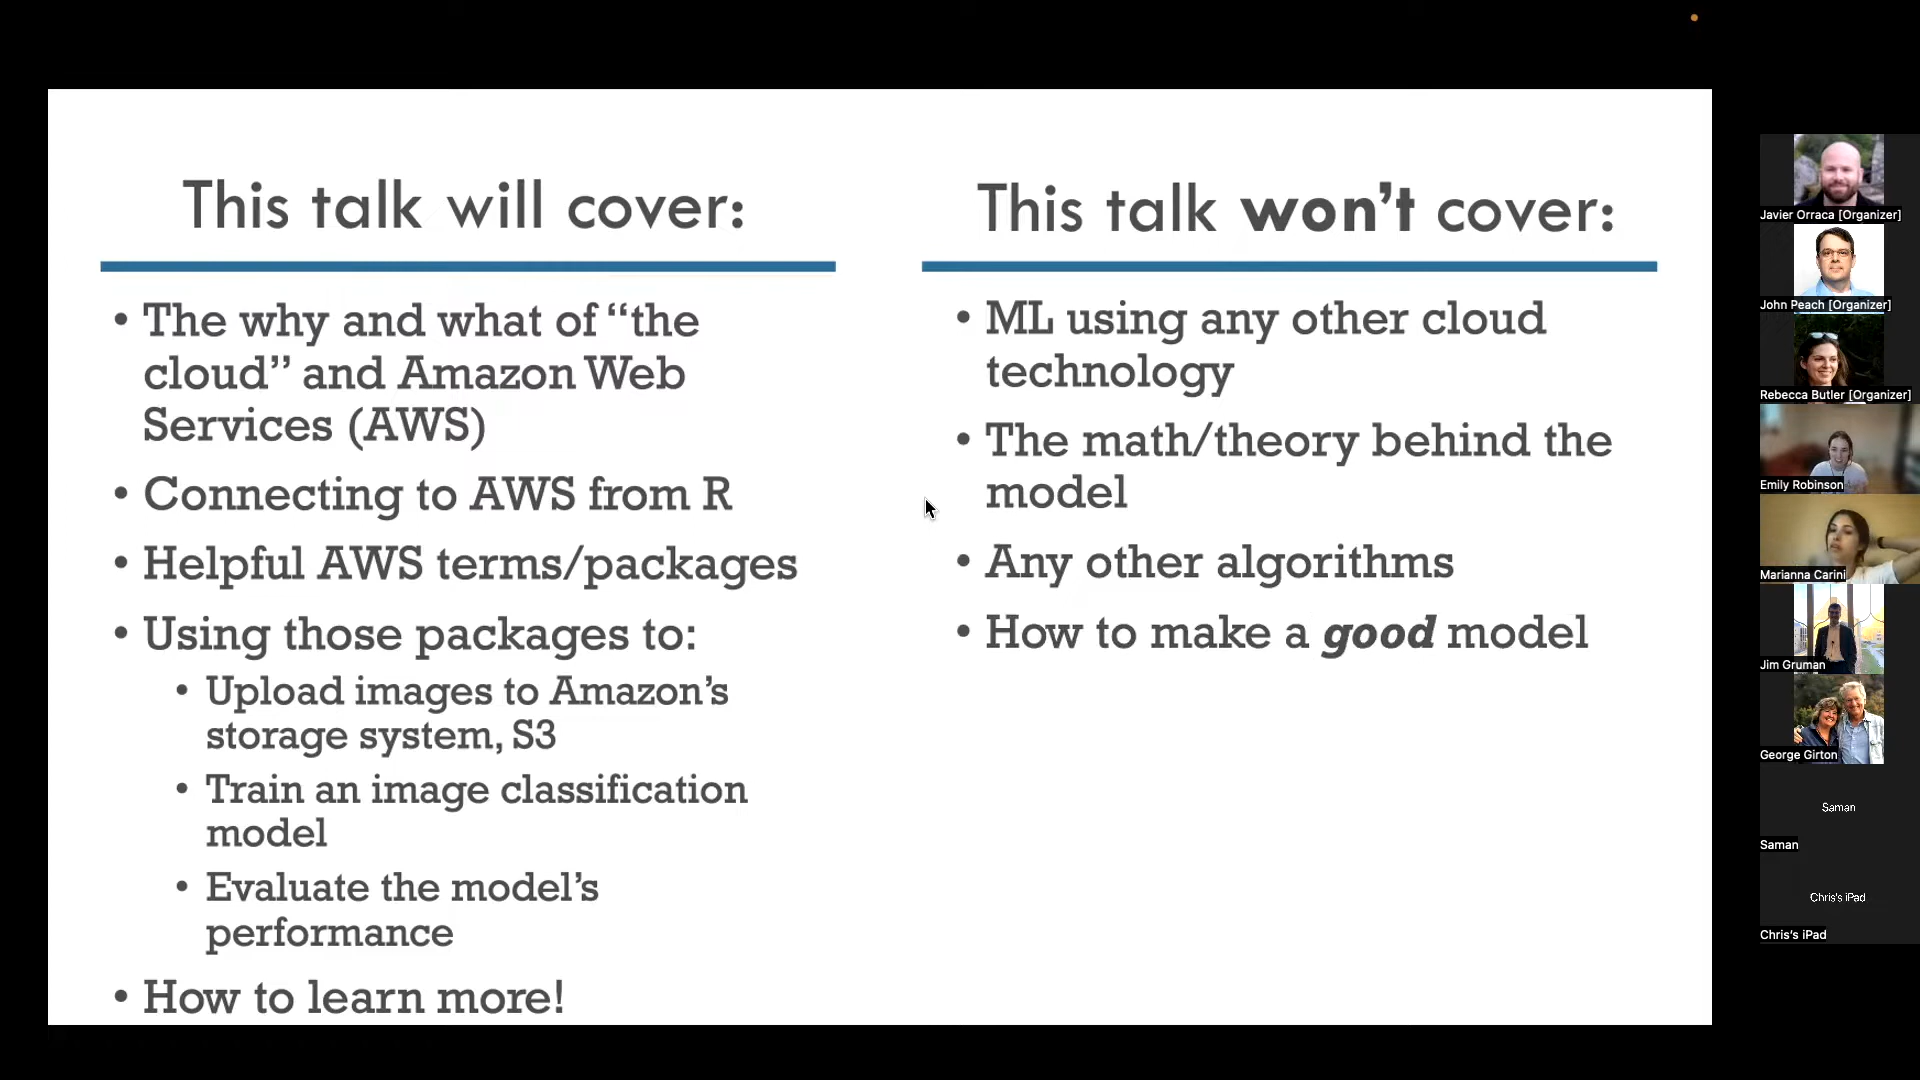 This talk will cover:
• The why and what of “the
cloud” and Amazon Web
Services (AWS)
• Connecting to AWS from R
• Helpful AWS terms/packages
• Using those packages to:
• Upload images to Amazon’s
storage system, S3
• Train an image classification
model
• Evaluate the model’s
performance
• How to learn more!
This talk won’t cover:
• ML using any other cloud
technology
• The math/theory behind the
model
• Any other algorithms
• How to make a good model
Javier Orraca [Organizer]
John Peach [Organizer]
Rebecca Butler [Organizer]
Emily Robinson
Marianna Carini
Jim Gruman
George Girton
Saman
Saman
Chris's iPad
Chris's iPad